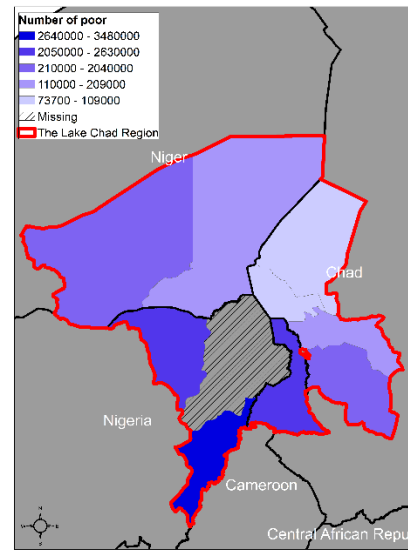 Number of poor
2640000 - 3480000
2050000 - 2630000
210000 - 2040000
110000 - 209000
73700 - 109000
Missing
The Lake Chad Region
Niger
Chad
Nigeria
Cameroon
Central African Repu
N